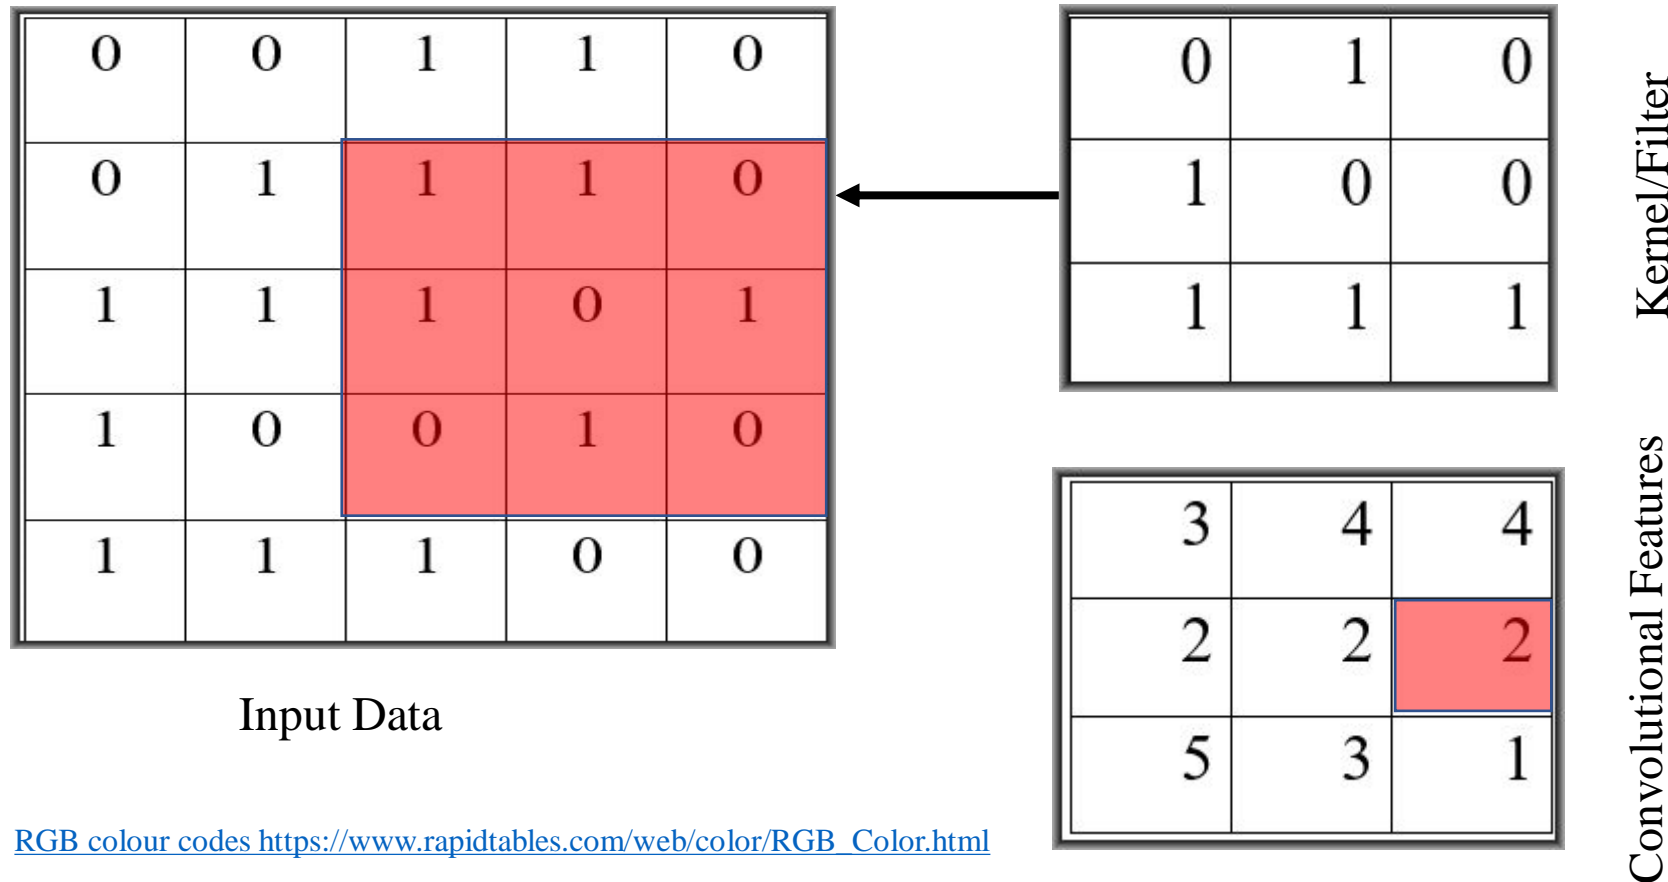 0 0 1 1 0
0 1 1 1 0
1 1 1 0 1
1 0 0 1 0
1 1 1 0 0
Input Data
0 1 0
1 0 0
1 1 1
Kernel/Filter
3 4 4
2 2 2
5 3 1
Convolutional Features
RGB colour codes https://www.rapidtables.com/web/color/RGB_Color.html